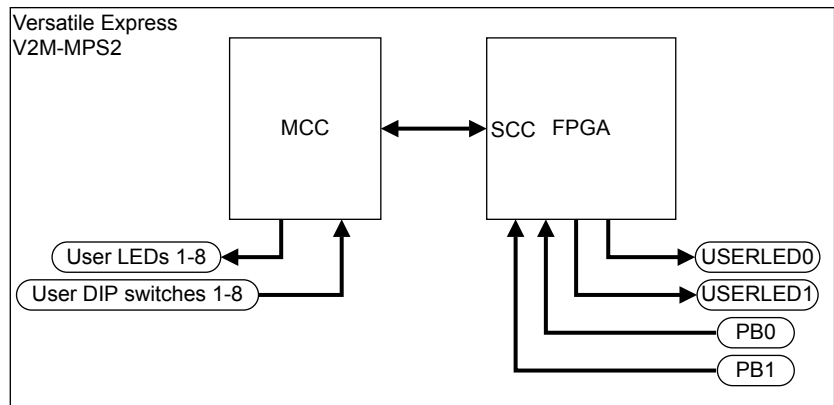 Versatile Express
V2M-MPS2
MCC
SCC FPGA
User LEDs 1-8
User DIP switches 1-8
USERLED0
USERLED1
PB0
PB1